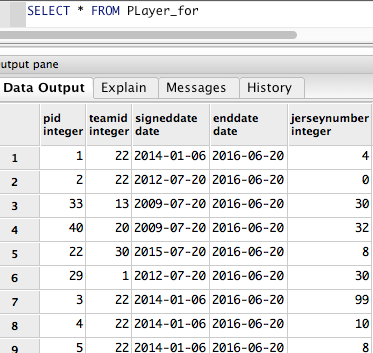 SELECT * FROM PLayer_for
utput pane
Data Output Explain Messages History
pid integer teamid integer signeddate date enddate date jerseynumber integer
1 1 22 2014-01-06 2016-06-20 4
2 2 22 2012-07-20 2016-06-20 0
3 33 13 2009-07-20 2016-06-20 30
4 40 20 2009-07-20 2016-06-20 32
5 22 30 2015-07-20 2016-06-20 8
6 29 1 2012-07-20 2016-06-20 30
7 3 22 2014-01-06 2016-06-20 99
8 4 22 2014-01-06 2016-06-20 10
9 5 22 2014-01-06 2016-06-20 8